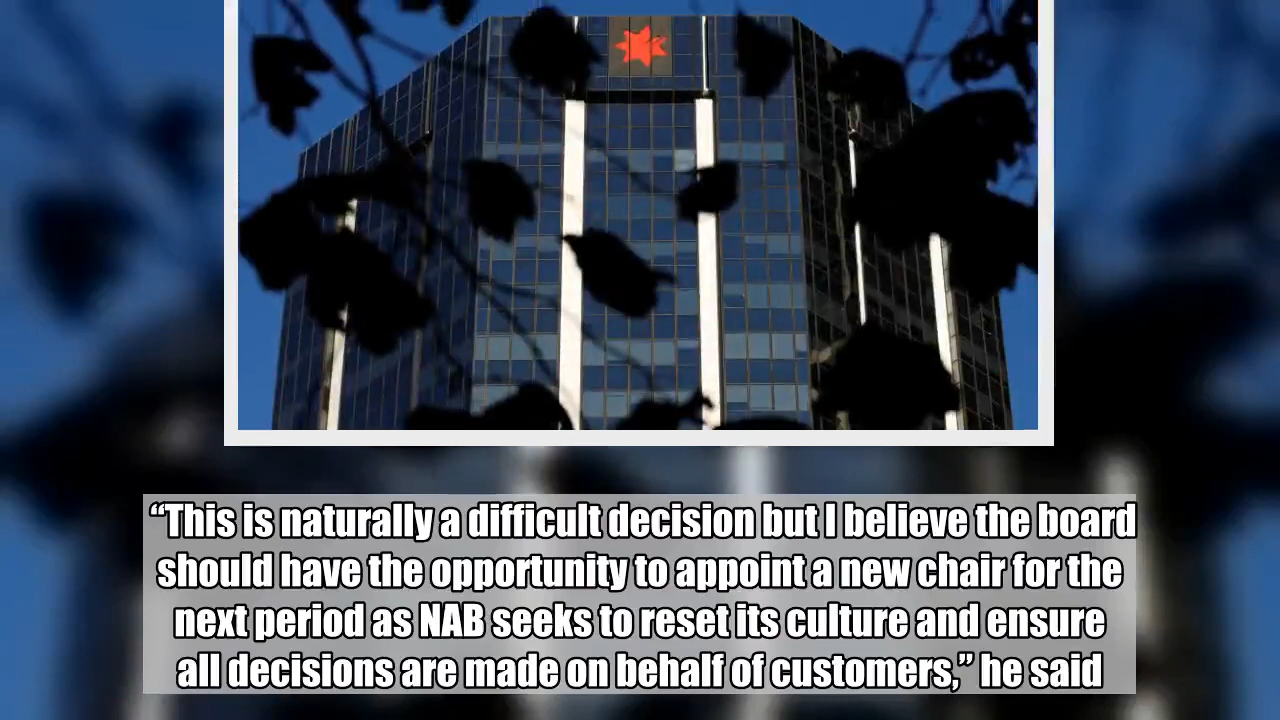 “This is naturally a difficult decision but I believe the board
should have the opportunity to appoint a new chair for the
next period as NAB seeks to reset its culture and ensure
all decisions are made on behalf of customers,” he said